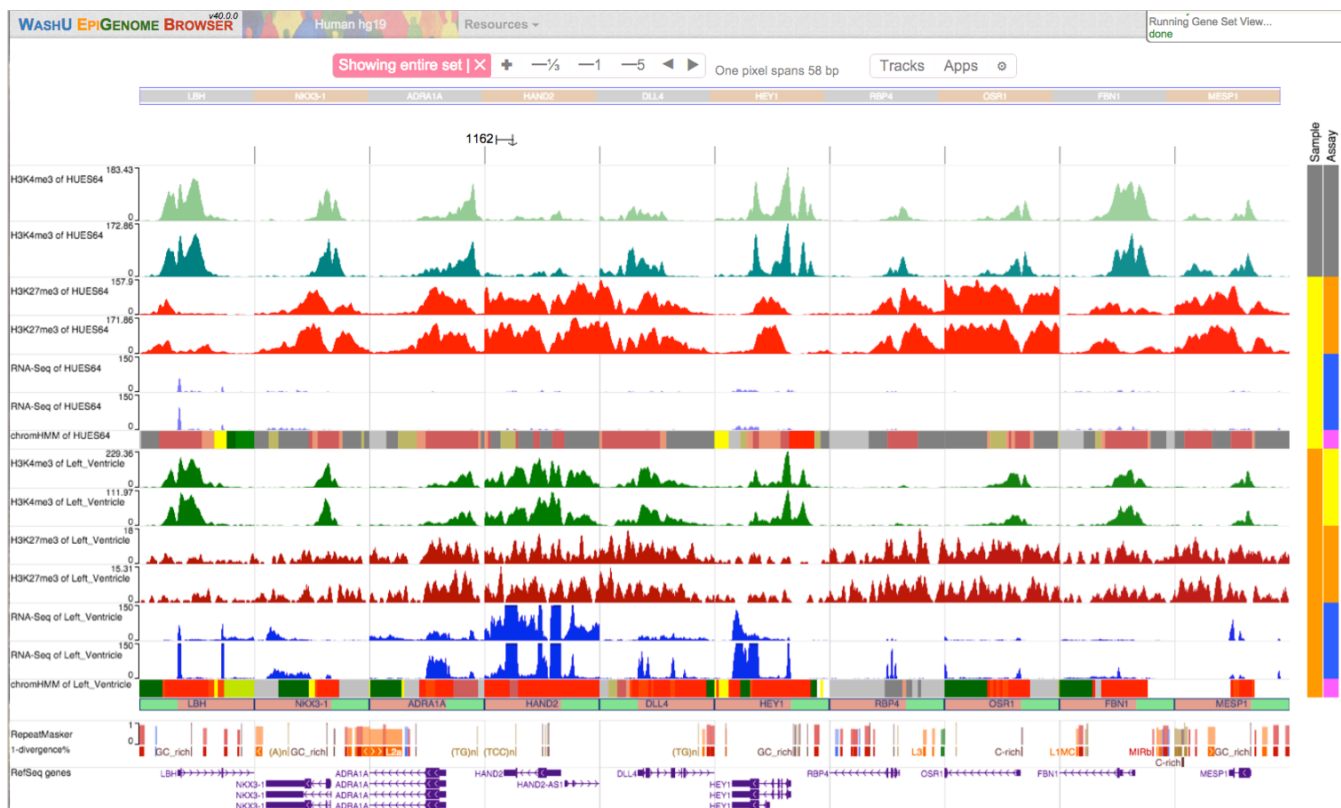 WASHU EPIGENOME BROWSER v40.0.0 Human hg19 Resources
Running Gene Set View...
done
Showing entire set | X + —⅓ —1 —5 ◀ ▶ One pixel spans 58 bp Tracks Apps
LBH NKX3-1 ADRA1A HAND2 DLL4 HEY1 RBP4 OSR1 FBN1 MESP1
1162
Sample
Assay
183.43
H3K4me3 of HUES64
0
172.86
H3K4me3 of HUES64
0
157.9
H3K27me3 of HUES64
0
171.86
H3K27me3 of HUES64
0
150
RNA-Seq of HUES64
0
150
RNA-Seq of HUES64
0
chromHMM of HUES64
229.36
H3K4me3 of Left_Ventricle
0
111.97
H3K4me3 of Left_Ventricle
0
18
H3K27me3 of Left_Ventricle
0
15.31
H3K27me3 of Left_Ventricle
0
150
RNA-Seq of Left_Ventricle 150
0
150
RNA-Seq of Left_Ventricle 150
0
chromHMM of Left_Ventricle
LBH NKX3-1 ADRA1A HAND2 DLL4 HEY1 RBP4 OSR1 FBN1 MESP1
RepeatMasker
1-divergence%
0
GC_rich (A)n GC_rich L2a (TG)n (TCC)n (TG)n GC_rich L3 C-rich L1MC MIRb GC_rich
C-rich
RefSeq genes
LBH ADRA1A HAND2 DLL4 RBP4 OSR1 FBN1 MESP1
NKX3-1 ADRA1A HAND2-AS1 HEY1
NKX3-1 ADRA1A HEY1
NKX3-1 ADRA1A HEY1